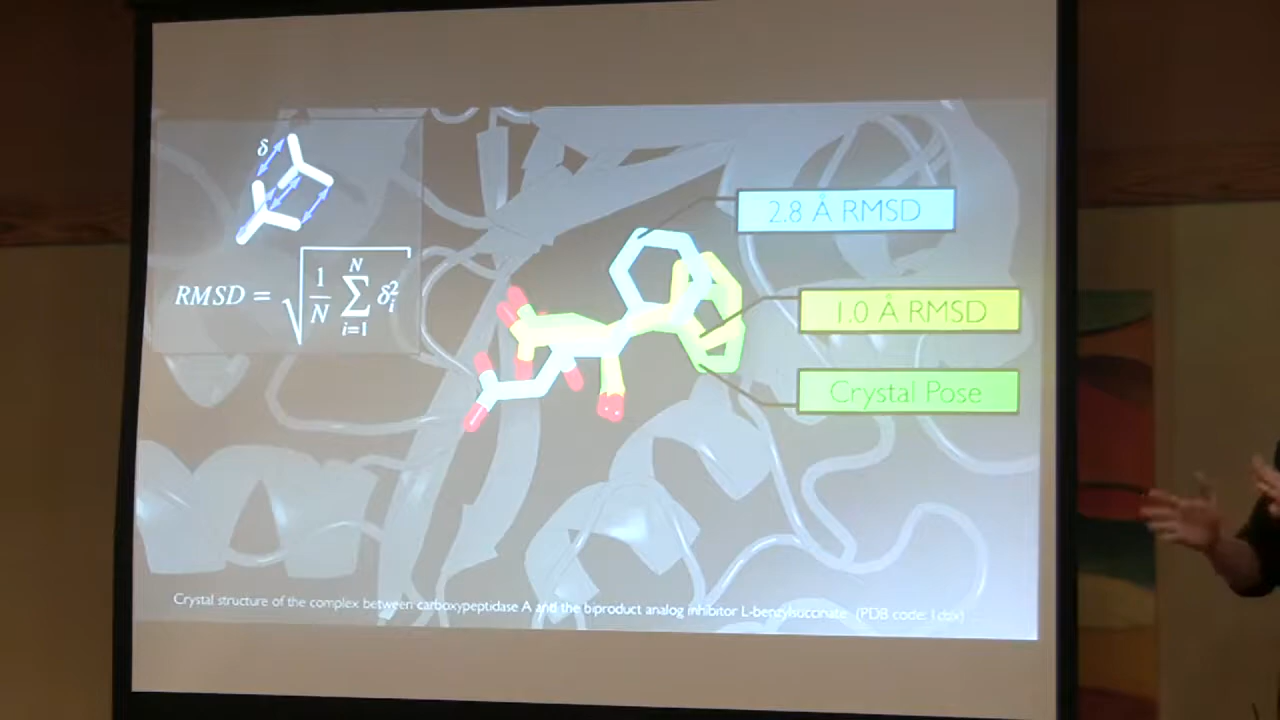 δ
RMSD = √ 1/N N∑i=1 δi²
2.8 Å RMSD
1.0 Å RMSD
Crystal Pose
Crystal structure of the complex between carboxypeptidase A and the biproduct analog inhibitor L-benzylsuccinate. (PDB code: